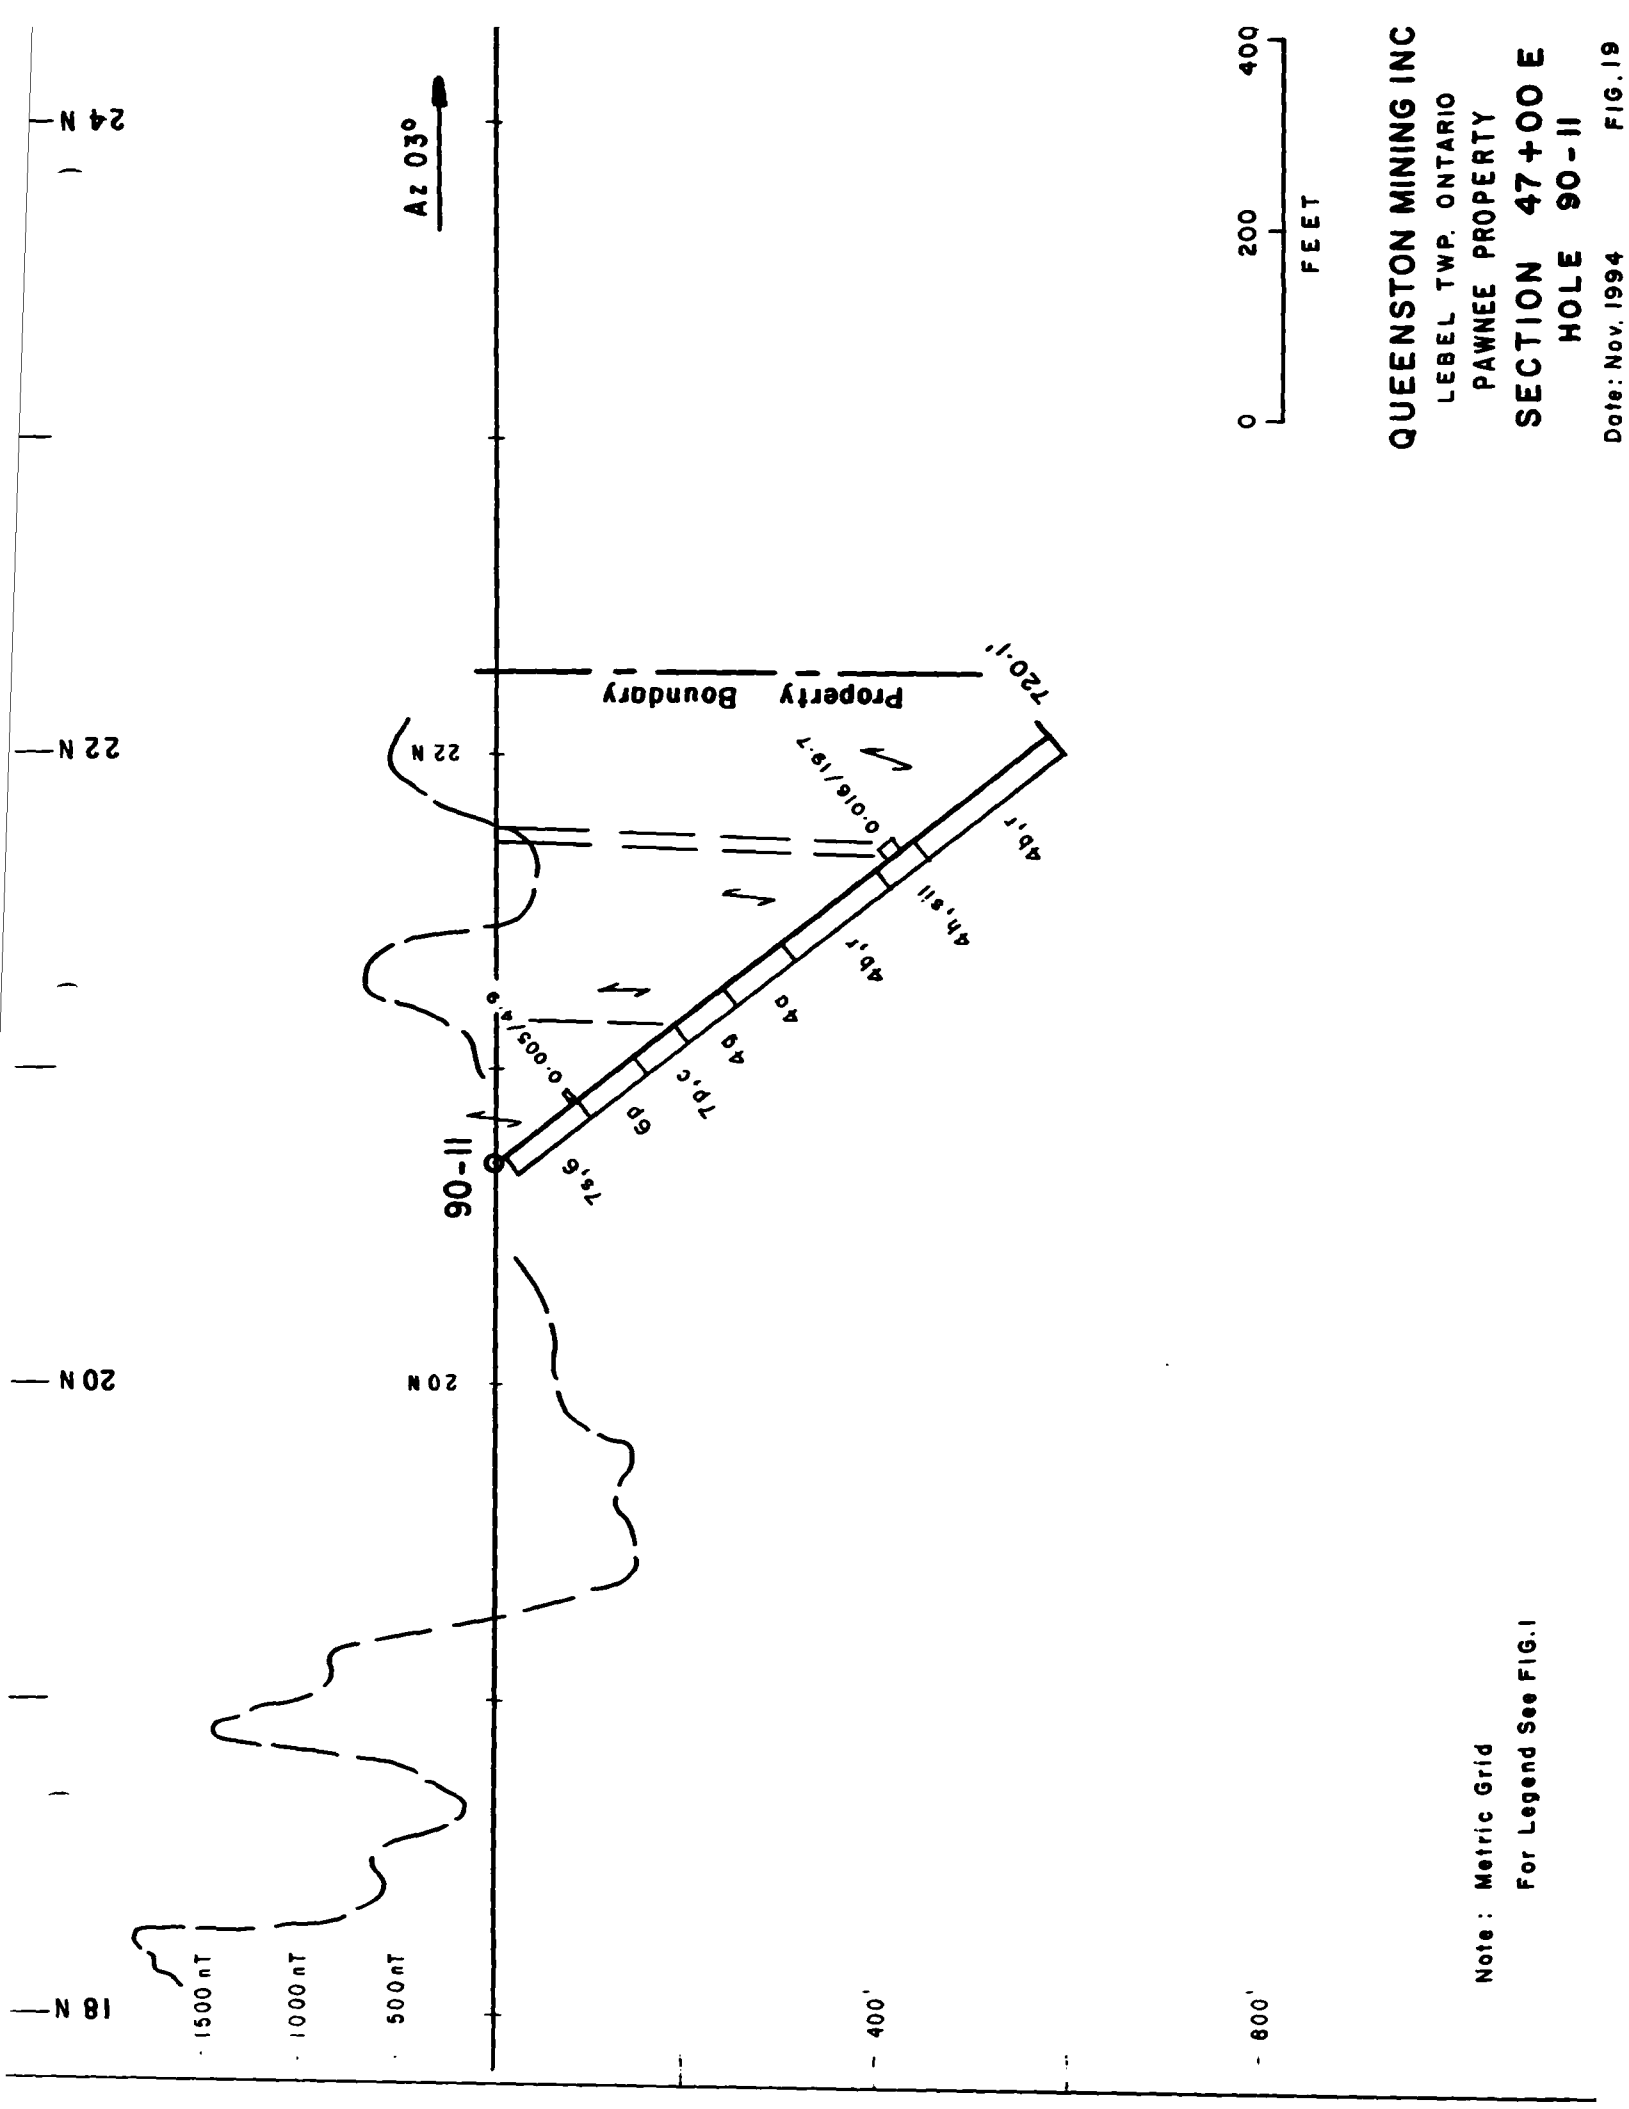 18 N
20 N
22 N
24 N
1500 nT
1000 nT
500 nT
Az 03°
20 N
22 N
90-11
0.005/4.9
0.016/19.7
Property Boundary
720.1'
7s,6
6p
7p,c
4g
4a
4b,r
4h,sil
4b,r
400'
800'
0 200 400
FEET
QUEENSTON MINING INC
LEBEL TWP. ONTARIO
PAWNEE PROPERTY
SECTION 47+00 E
HOLE 90-11
Date: Nov. 1994 FIG. 19
Note : Metric Grid
For Legend See FIG. 1